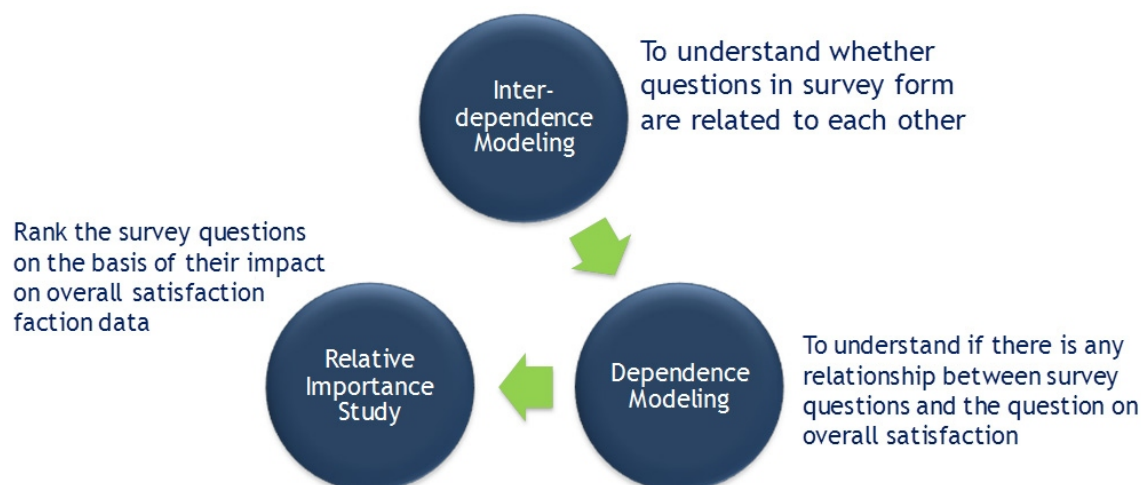 Inter-
dependence
Modeling
To understand whether
questions in survey form
are related to each other
Rank the survey questions
on the basis of their impact
on overall satisfaction
faction data
Relative
Importance
Study
Dependence
Modeling
To understand if there is any
relationship between survey
questions and the question on
overall satisfaction